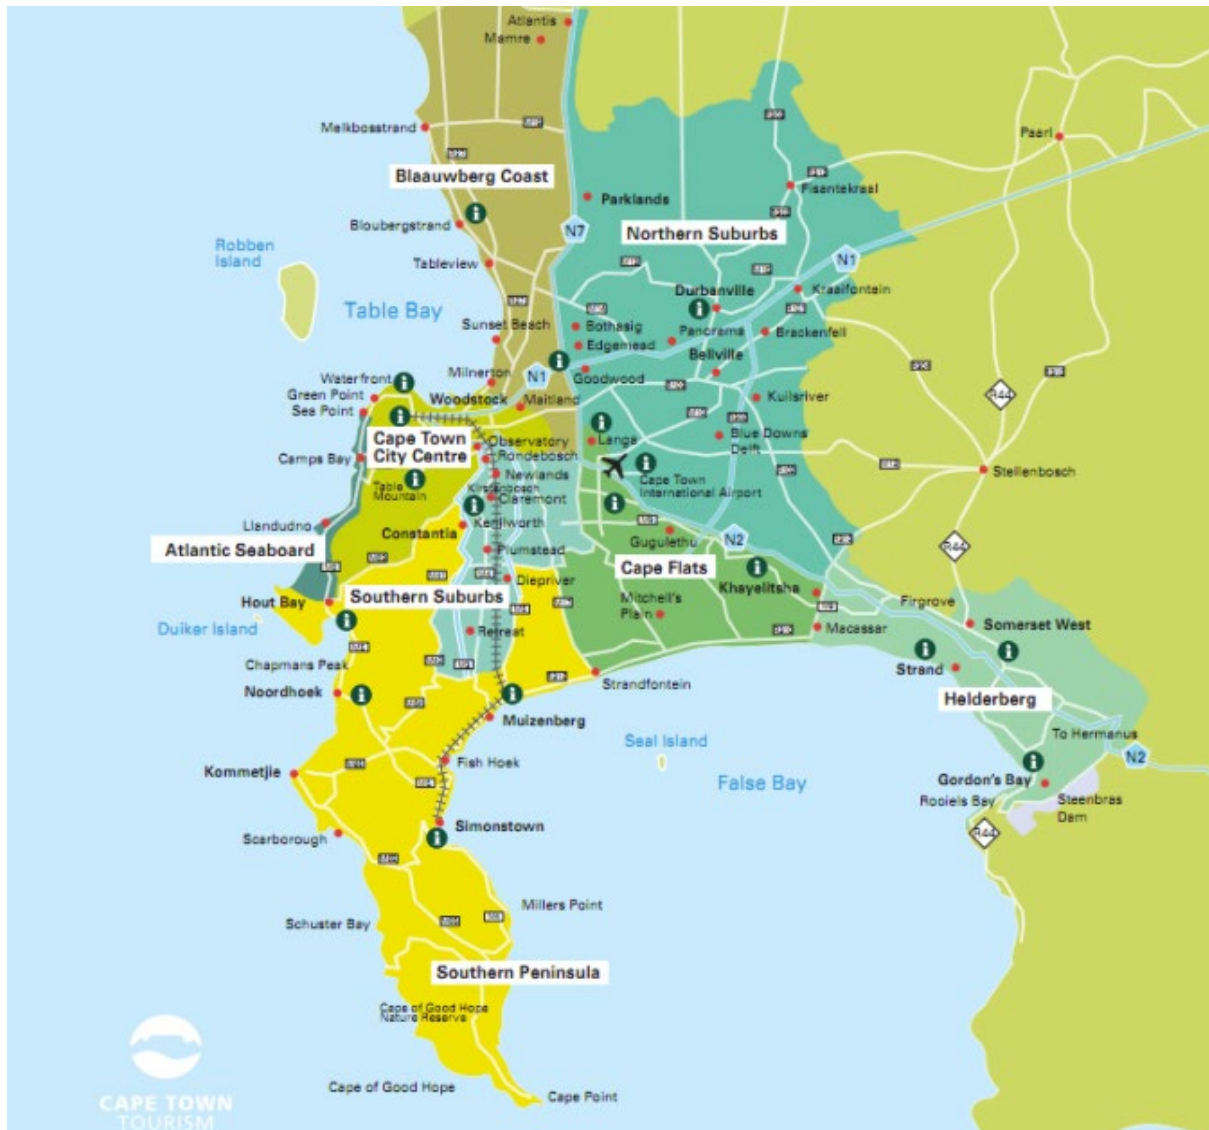 Atlantis
Mamre
Melkbosstrand
Paarl
Blaauwberg Coast
Fisantekraal
Parklands
Bloubergstrand
N7
Northern Suburbs
Robben
Island
Tableview
N1
Table Bay
Durbanville
Kraaifontein
Sunset Beach
Bothasig
Panorama
Brackenfell
Edgemead
Bellville
Waterfront
Milnerton
N1
Goodwood
Green Point
Woodstock
Maitland
Kuilsriver
R44
Sea Point
Cape Town
City Centre
Observatory
Langa
Blue Downs
Delft
Camps Bay
Rondebosch
Newlands
Cape Town
International Airport
Stellenbosch
Table
Mountain
Kirstenbosch
Claremont
Llandudno
Constantia
Kenilworth
Gugulethu
N2
R44
Atlantic Seaboard
Plumstead
Cape Flats
Diepriver
Khayelitsha
Hout Bay
Southern Suburbs
Mitchell's
Plain
Firgrove
Duiker Island
Retreat
Macassar
Somerset West
Chapmans Peak
Strand
Noordhoek
Strandfontein
Helderberg
Muizenberg
Seal Island
To Hermanus
Kommetjie
Fish Hoek
False Bay
N2
Gordon's Bay
Rooiels Bay
Steenbras
Dam
Scarborough
Simonstown
R44
Schuster Bay
Millers Point
Southern Peninsula
Cape of Good Hope
Nature Reserve
Cape of Good Hope
Cape Point
CAPE TOWN
TOURISM